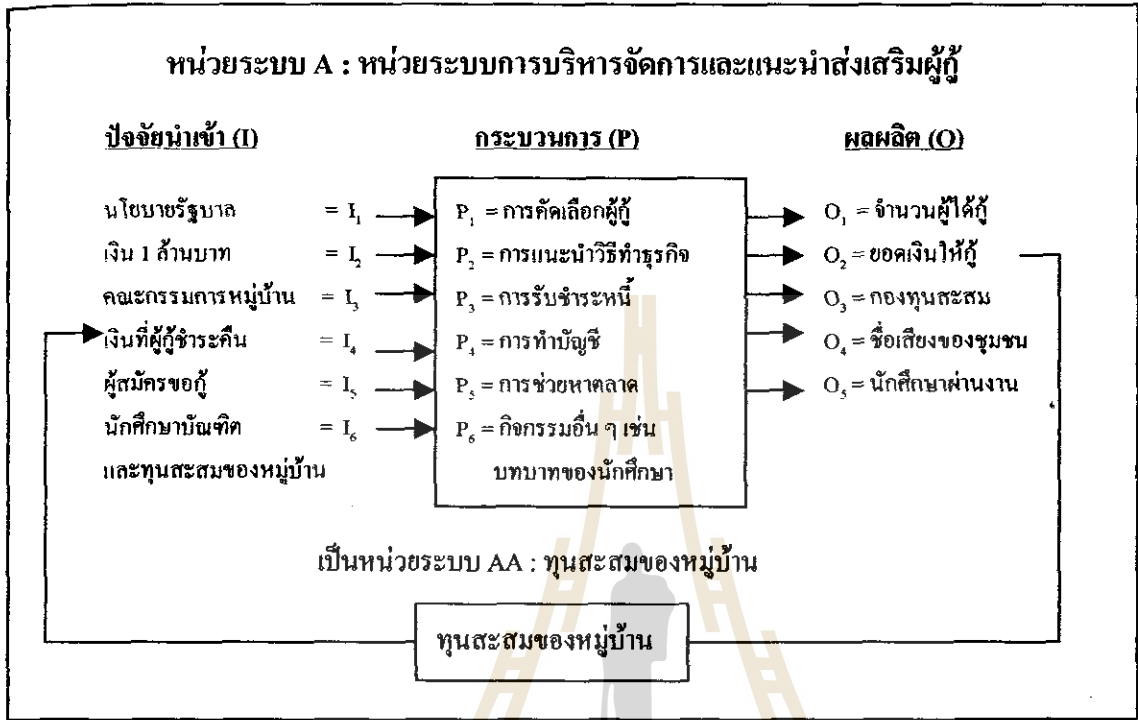 หน่วยระบบ A : หน่วยระบบการบริหารจัดการและแนะนำส่งเสริมผู้กู้
ปัจจัยนำเข้า (I) กระบวนการ (P) ผลผลิต (O)
นโยบายรัฐบาล = I₁ P₁ = การคัดเลือกผู้กู้ O₁ = จำนวนผู้ได้กู้
เงิน 1 ล้านบาท = I₂ P₂ = การแนะนำวิธีทำธุรกิจ O₂ = ยอดเงินให้กู้
คณะกรรมการหมู่บ้าน = I₃ P₃ = การรับชำระหนี้ O₃ = กองทุนสะสม
เงินที่ผู้กู้ชำระคืน = I₄ P₄ = การทำบัญชี O₄ = ชื่อเสียงของชุมชน
ผู้สมัครขอกู้ = I₅ P₅ = การช่วยหาตลาด O₅ = นักศึกษาผ่านงาน
นักศึกษาบัณฑิต = I₆ P₆ = กิจกรรมอื่น ๆ เช่น
และทุนสะสมของหมู่บ้าน บทบาทของนักศึกษา
เป็นหน่วยระบบ AA : ทุนสะสมของหมู่บ้าน
ทุนสะสมของหมู่บ้าน